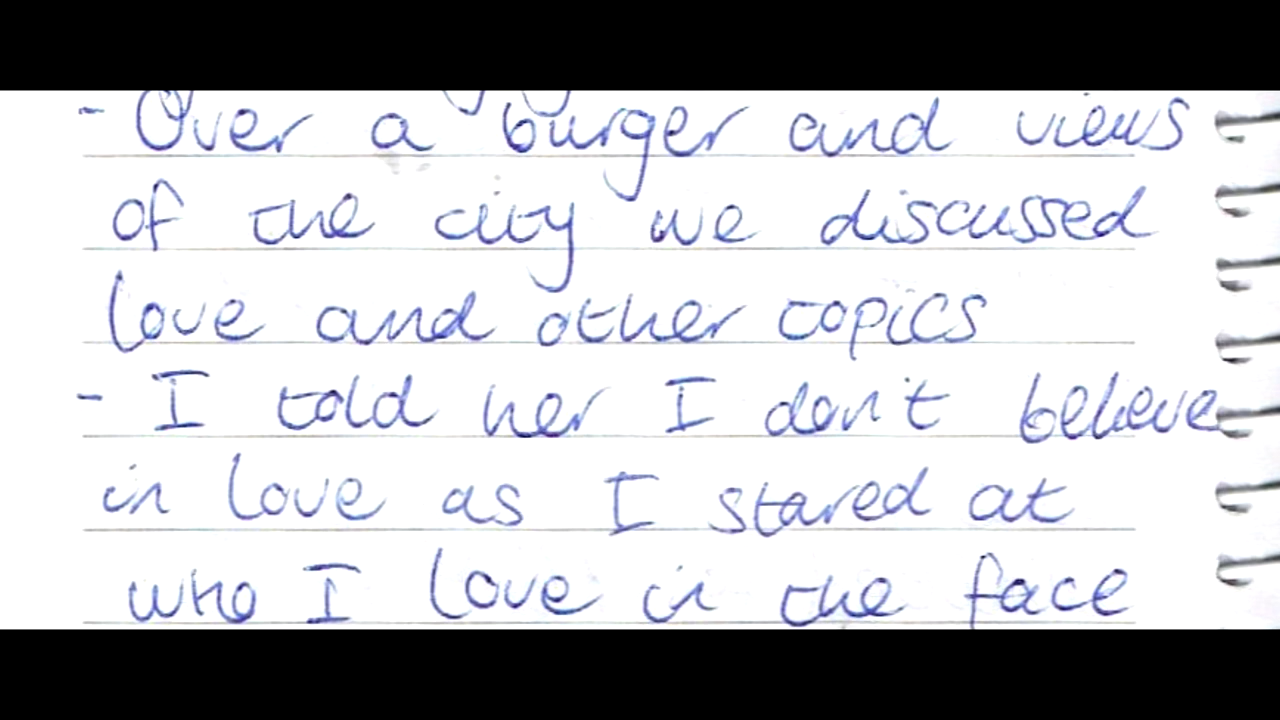 - Over a burger and views
of the city we discussed
love and other topics
- I told her I don't believe
in love as I stared at
who I love in the face